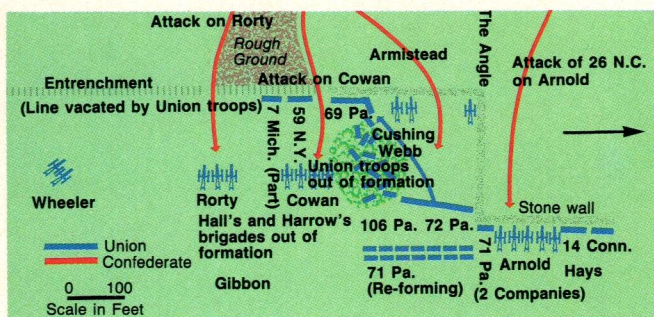 Attack on Rorty
Rough
Ground
Armistead
The Angle
Attack of 26 N.C.
on Arnold
Entrenchment
Attack on Cowan
(Line vacated by Union troops)
7 Mich. (Part)
59 N.Y
69 Pa.
Cushing
Webb
Union troops
out of formation
Wheeler
Rorty
Cowan
Hall's and Harrow's
brigades out of
formation
106 Pa.
72 Pa.
Stone wall
71 Pa.
(2 Companies)
Arnold
14 Conn.
Hays
71 Pa.
(Re-forming)
Gibbon
Union
Confederate
0 100
Scale in Feet